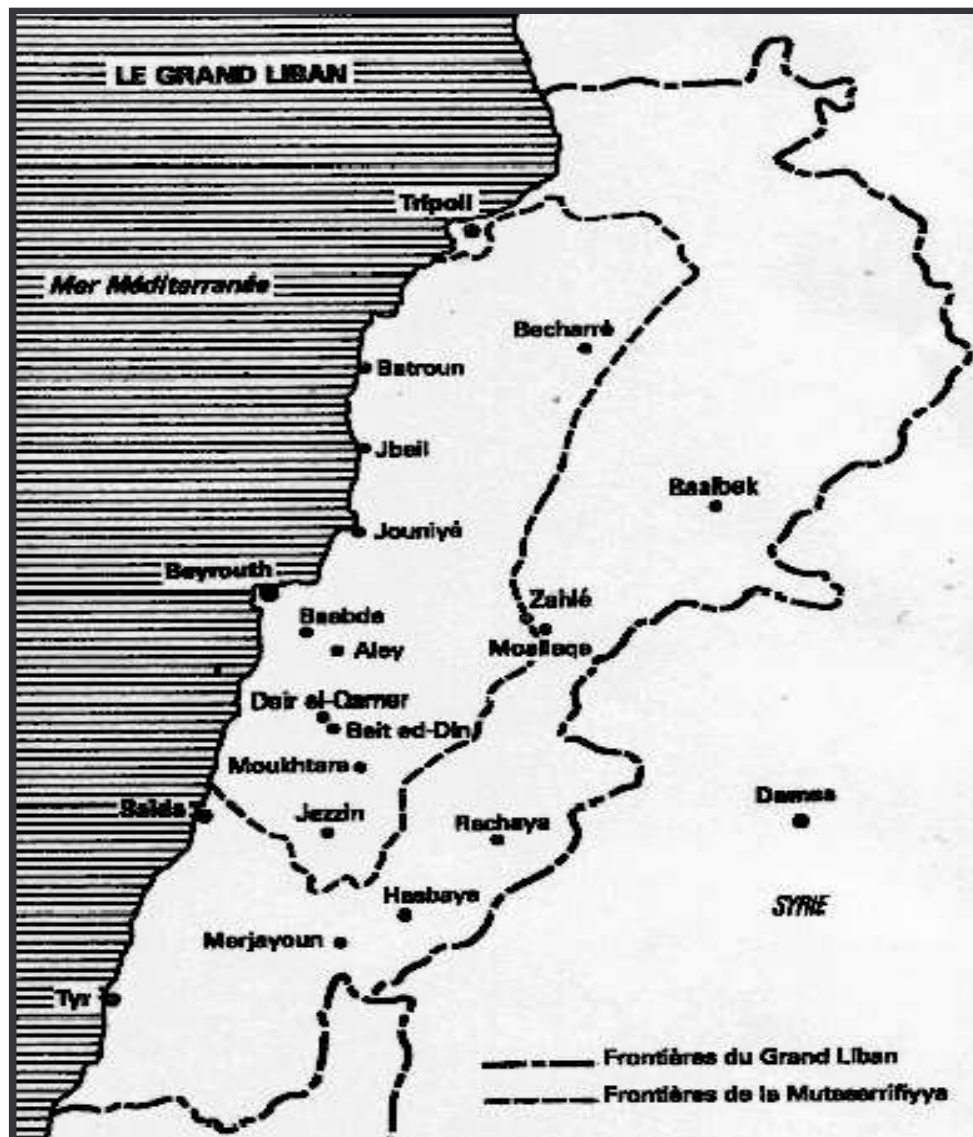 LE GRAND LIBAN
Tripoli
Mer Méditerranée
Becharré
Batroun
Jbeil
Baalbek
Jouniyé
Beyrouth
Zahlé
Baabda
Moallaqa
Aley
Deir el-Qamar
Beit ed-Din
Moukhtara
Damas
Saïda
Jezzin
Rachaya
Hasbaya
SYRIE
Merjayoun
Tyr
Frontières du Grand Liban
Frontières de la Mutasarrifiyya